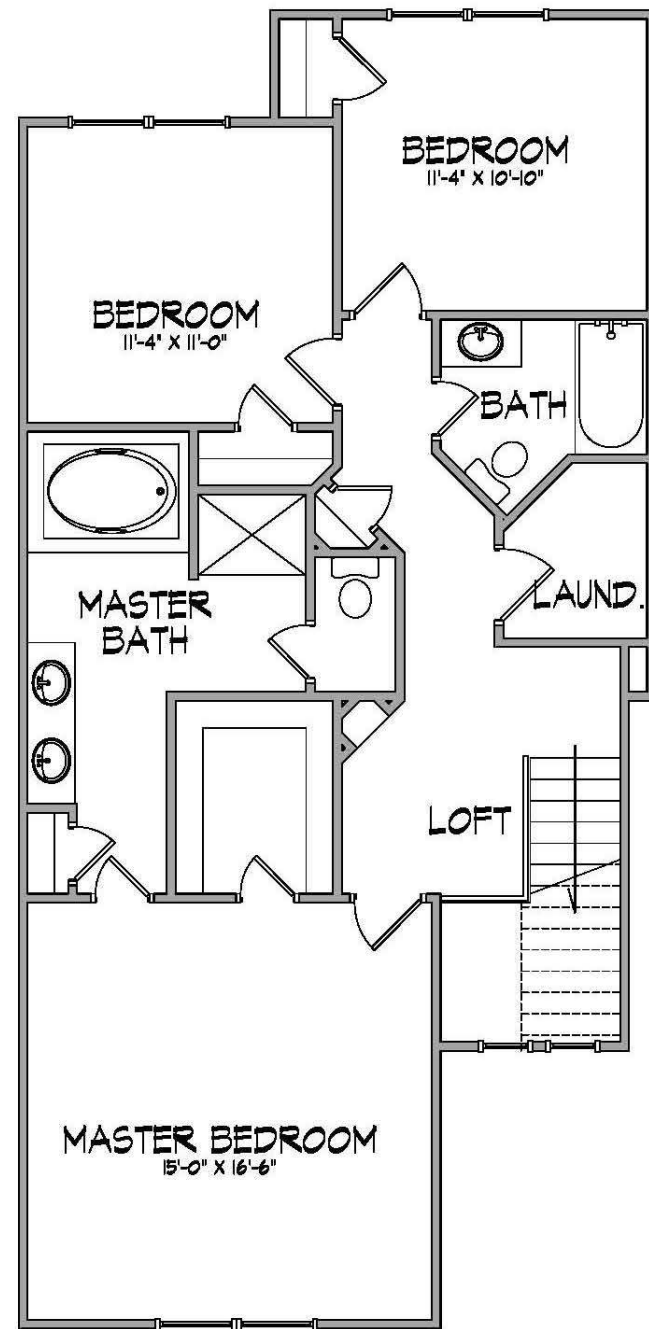 BEDROOM
11'-4" X 10'-10"
BEDROOM
11'-4" X 11'-0"
BATH
LAUND.
MASTER
BATH
LOFT
MASTER BEDROOM
15'-0" X 16'-6"